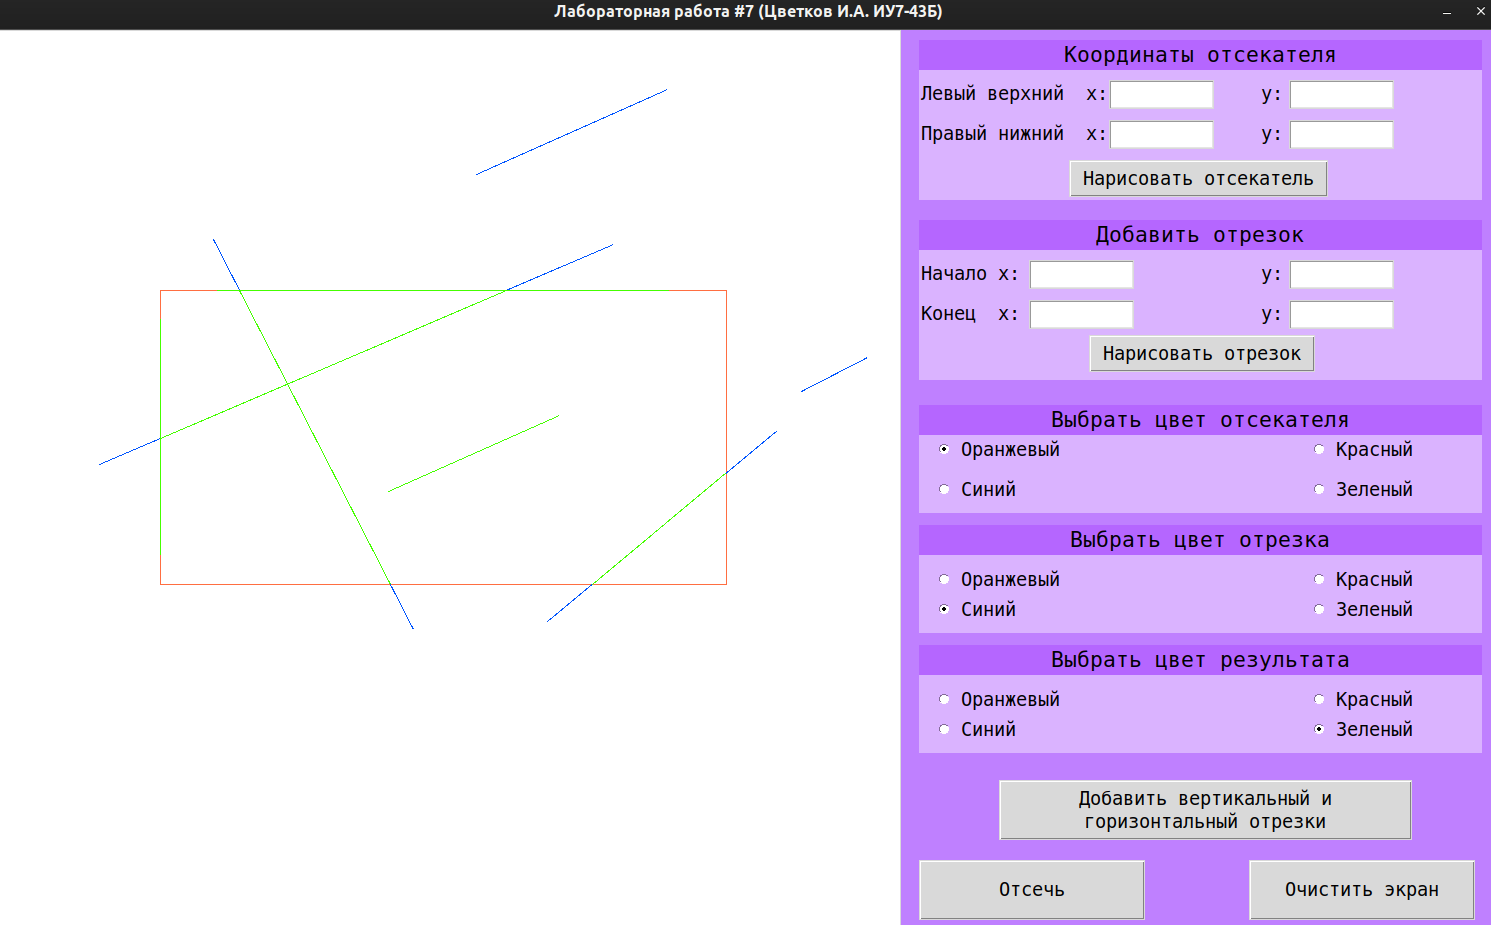 Лабораторная работа #7 (Цветков И.А. ИУ7-43Б)
Координаты отсекателя
Левый верхний x: y:
Правый нижний x: y:
Нарисовать отсекатель
Добавить отрезок
Начало x: y:
Конец x: y:
Нарисовать отрезок
Выбрать цвет отсекателя
Оранжевый Красный
Синий Зеленый
Выбрать цвет отрезка
Оранжевый Красный
Синий Зеленый
Выбрать цвет результата
Оранжевый Красный
Синий Зеленый
Добавить вертикальный и
горизонтальный отрезки
Отсечь Очистить экран